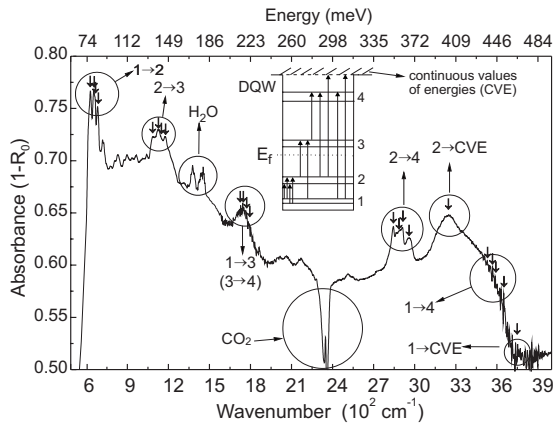 Energy (meV)
74 112 149 186 223 260 298 335 372 409 446 484
0.80
0.75
0.70
0.65
0.60
0.55
0.50
Absorbance (1-R₀)
1→2
2→3
H₂O
1→3
(3→4)
CO₂
DQW
continuous values
of energies (CVE)
4
3
E_f
2
1
2→4
2→CVE
1→4
1→CVE
6 9 12 15 18 21 24 27 30 33 36 39
Wavenumber (10² cm⁻¹)